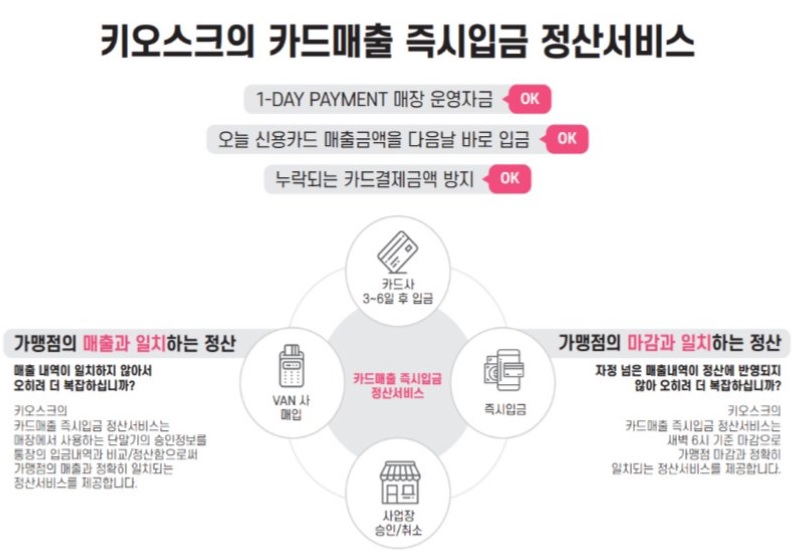 키오스크의 카드매출 즉시입금 정산서비스
1-DAY PAYMENT 매장 운영자금 OK
오늘 신용카드 매출금액을 다음날 바로 입금 OK
누락되는 카드결제금액 방지 OK
카드사
3~6일 후 입금
가맹점의 매출과 일치하는 정산
매출 내역이 일치하지 않아서
오히려 더 복잡하십니까?
키오스크의
카드매출 즉시입금 정산서비스는
매장에서 사용하는 단말기의 승인정보를
통장의 입금내역과 비교/정산함으로써
가맹점의 매출과 정확히 일치되는
정산서비스를 제공합니다.
VAN 사
매입
카드매출 즉시입금
정산서비스
즉시입금
가맹점의 마감과 일치하는 정산
자정 넘은 매출내역이 정산에 반영되지
않아 오히려 더 복잡하십니까?
키오스크의
카드매출 즉시입금 정산서비스는
새벽 6시 기준 마감으로
가맹점 마감과 정확히
일치되는 정산서비스를 제공합니다.
사업장
승인/취소